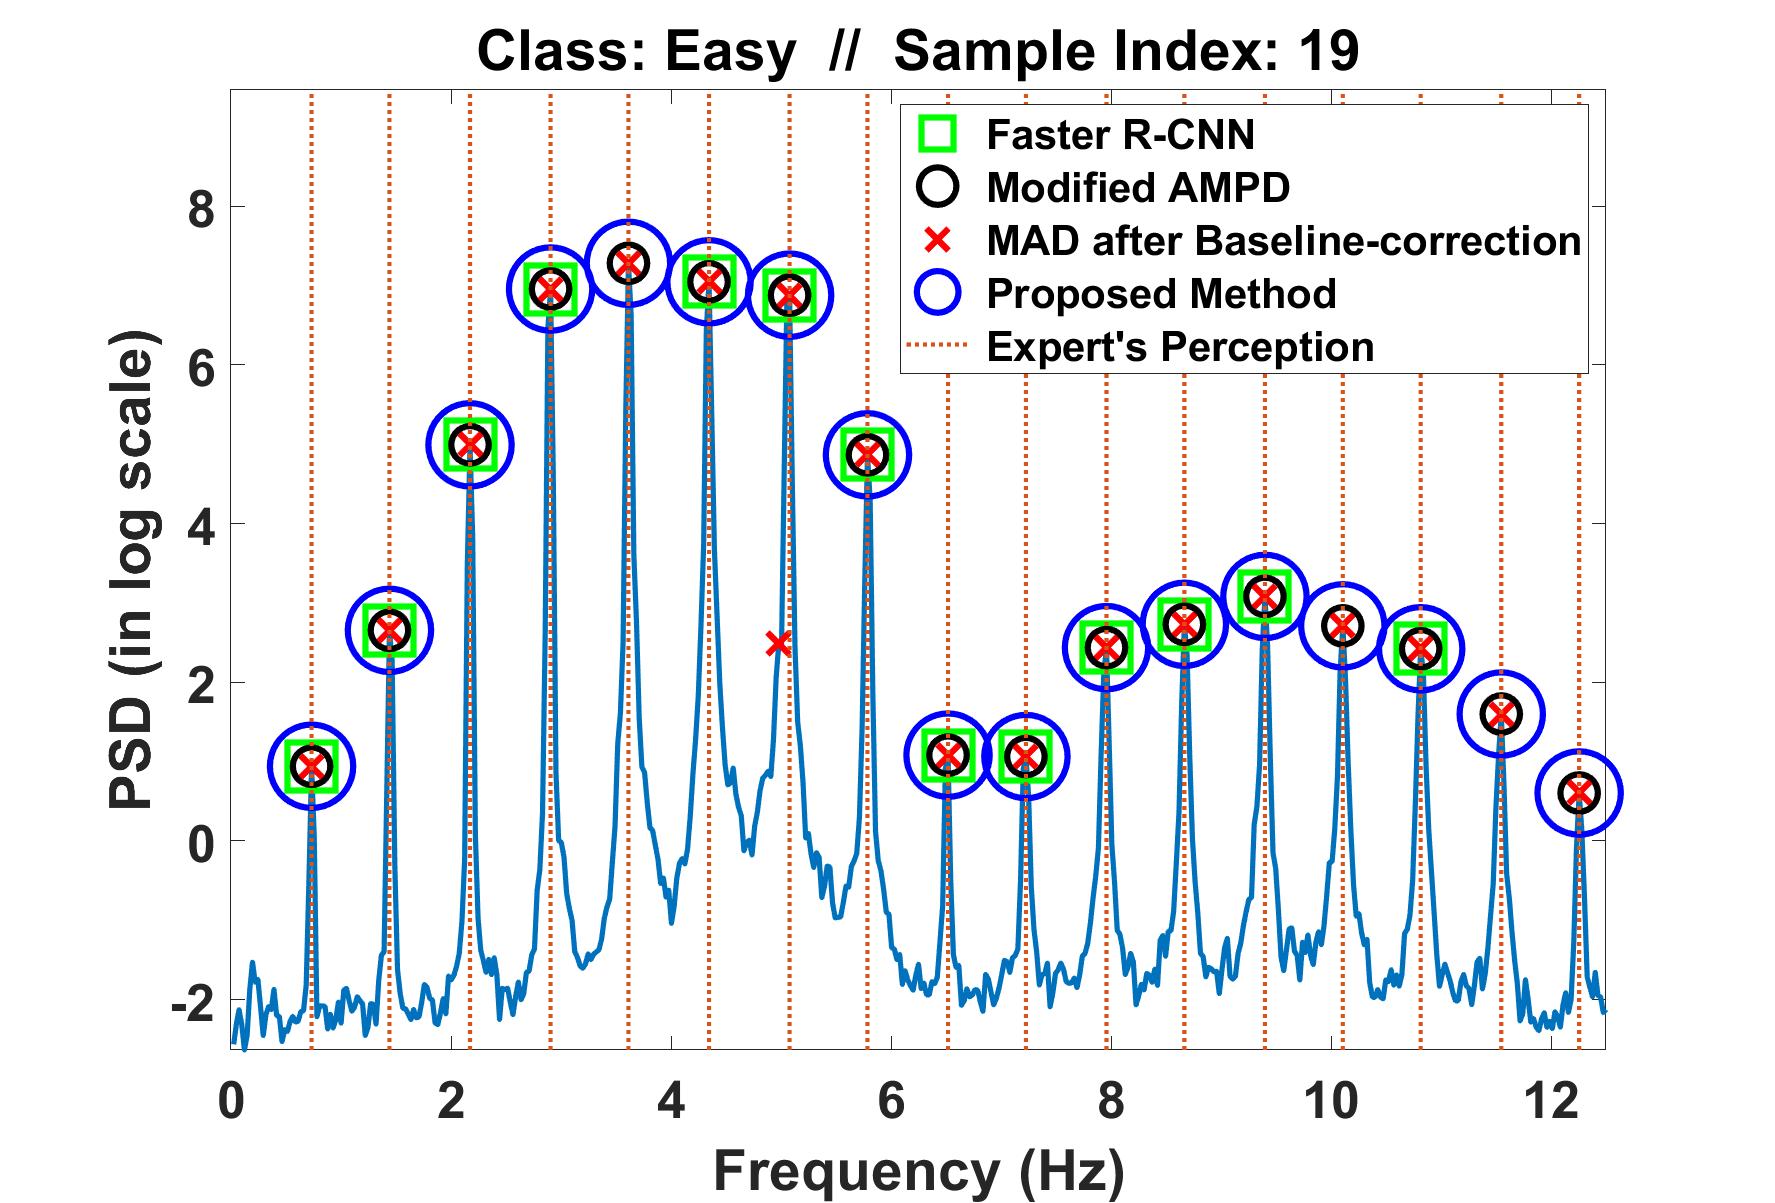 Class: Easy // Sample Index: 19
Faster R-CNN
Modified AMPD
MAD after Baseline-correction
Proposed Method
Expert's Perception
PSD (in log scale)
8
6
4
2
0
-2
0 2 4 6 8 10 12
Frequency (Hz)